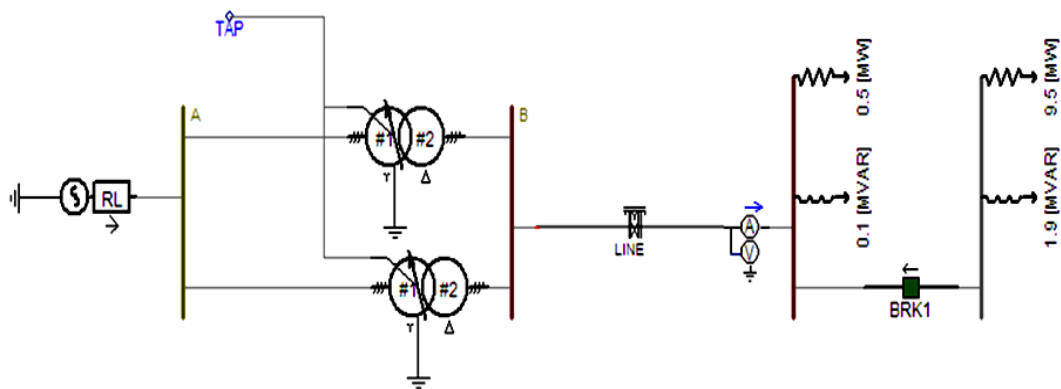 TAP
A
#1
#2
B
Y
Δ
RL
LINE
A
V
0.5 [MW]
0.1 [MVAR]
9.5 [MW]
1.9 [MVAR]
BRK1
#1
#2
Y
Δ